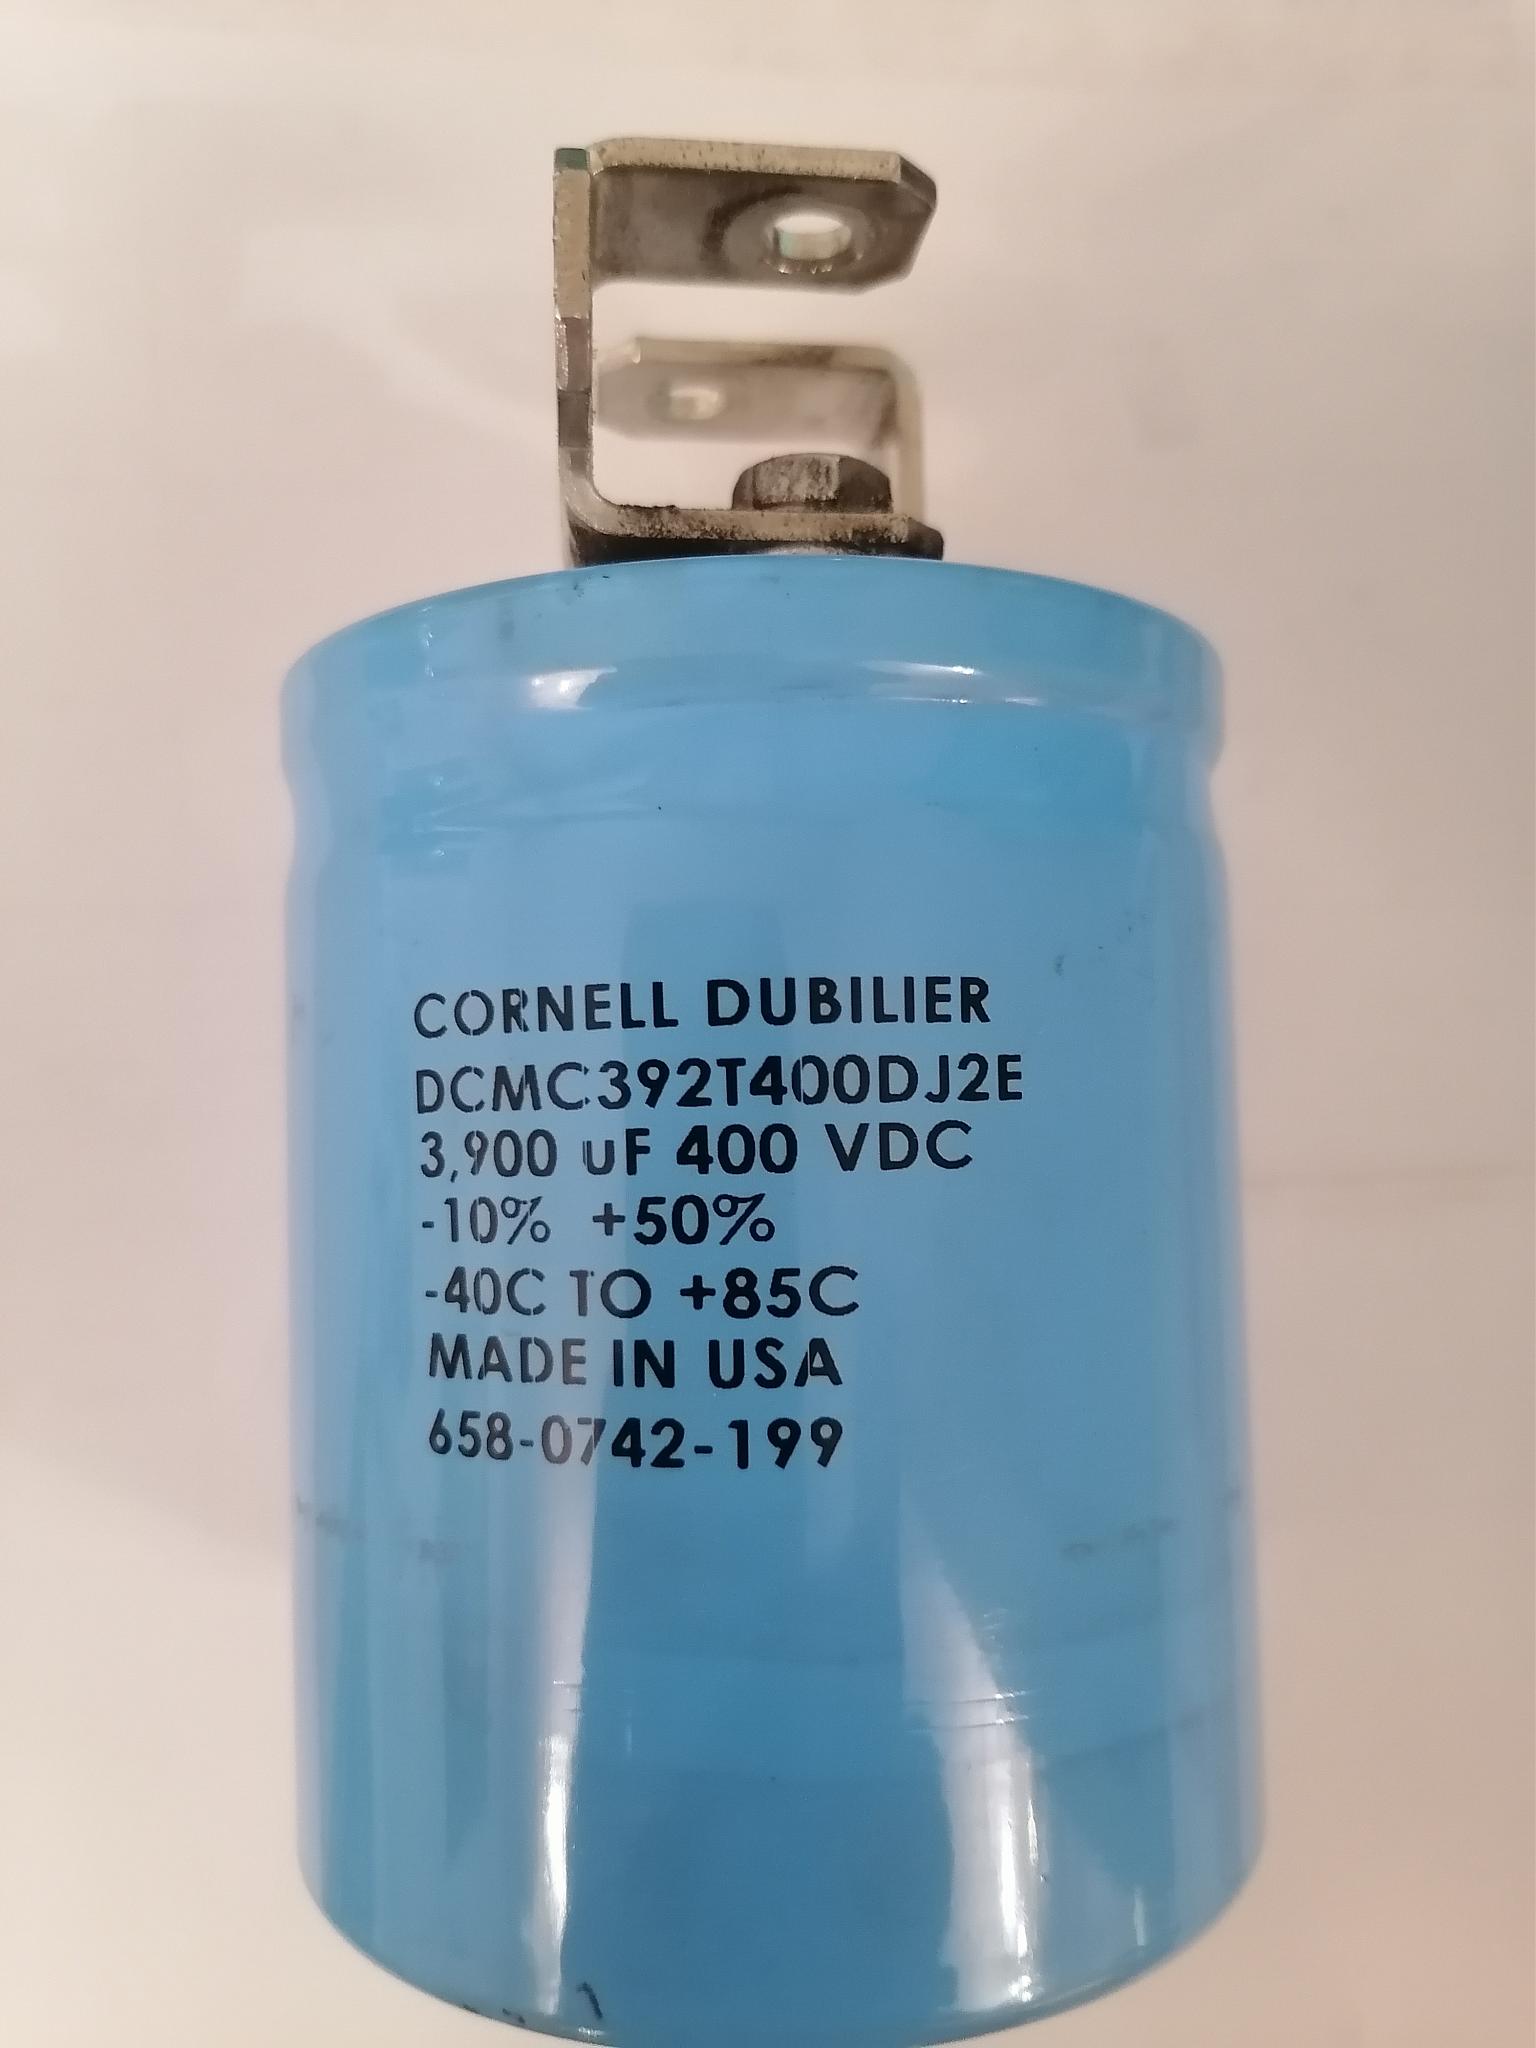 CORNELL DUBILIER
DCMC392T400DJ2E
3,900 uF 400 VDC
-10% +50%
-40C TO +85C
MADE IN USA
658-0742-199